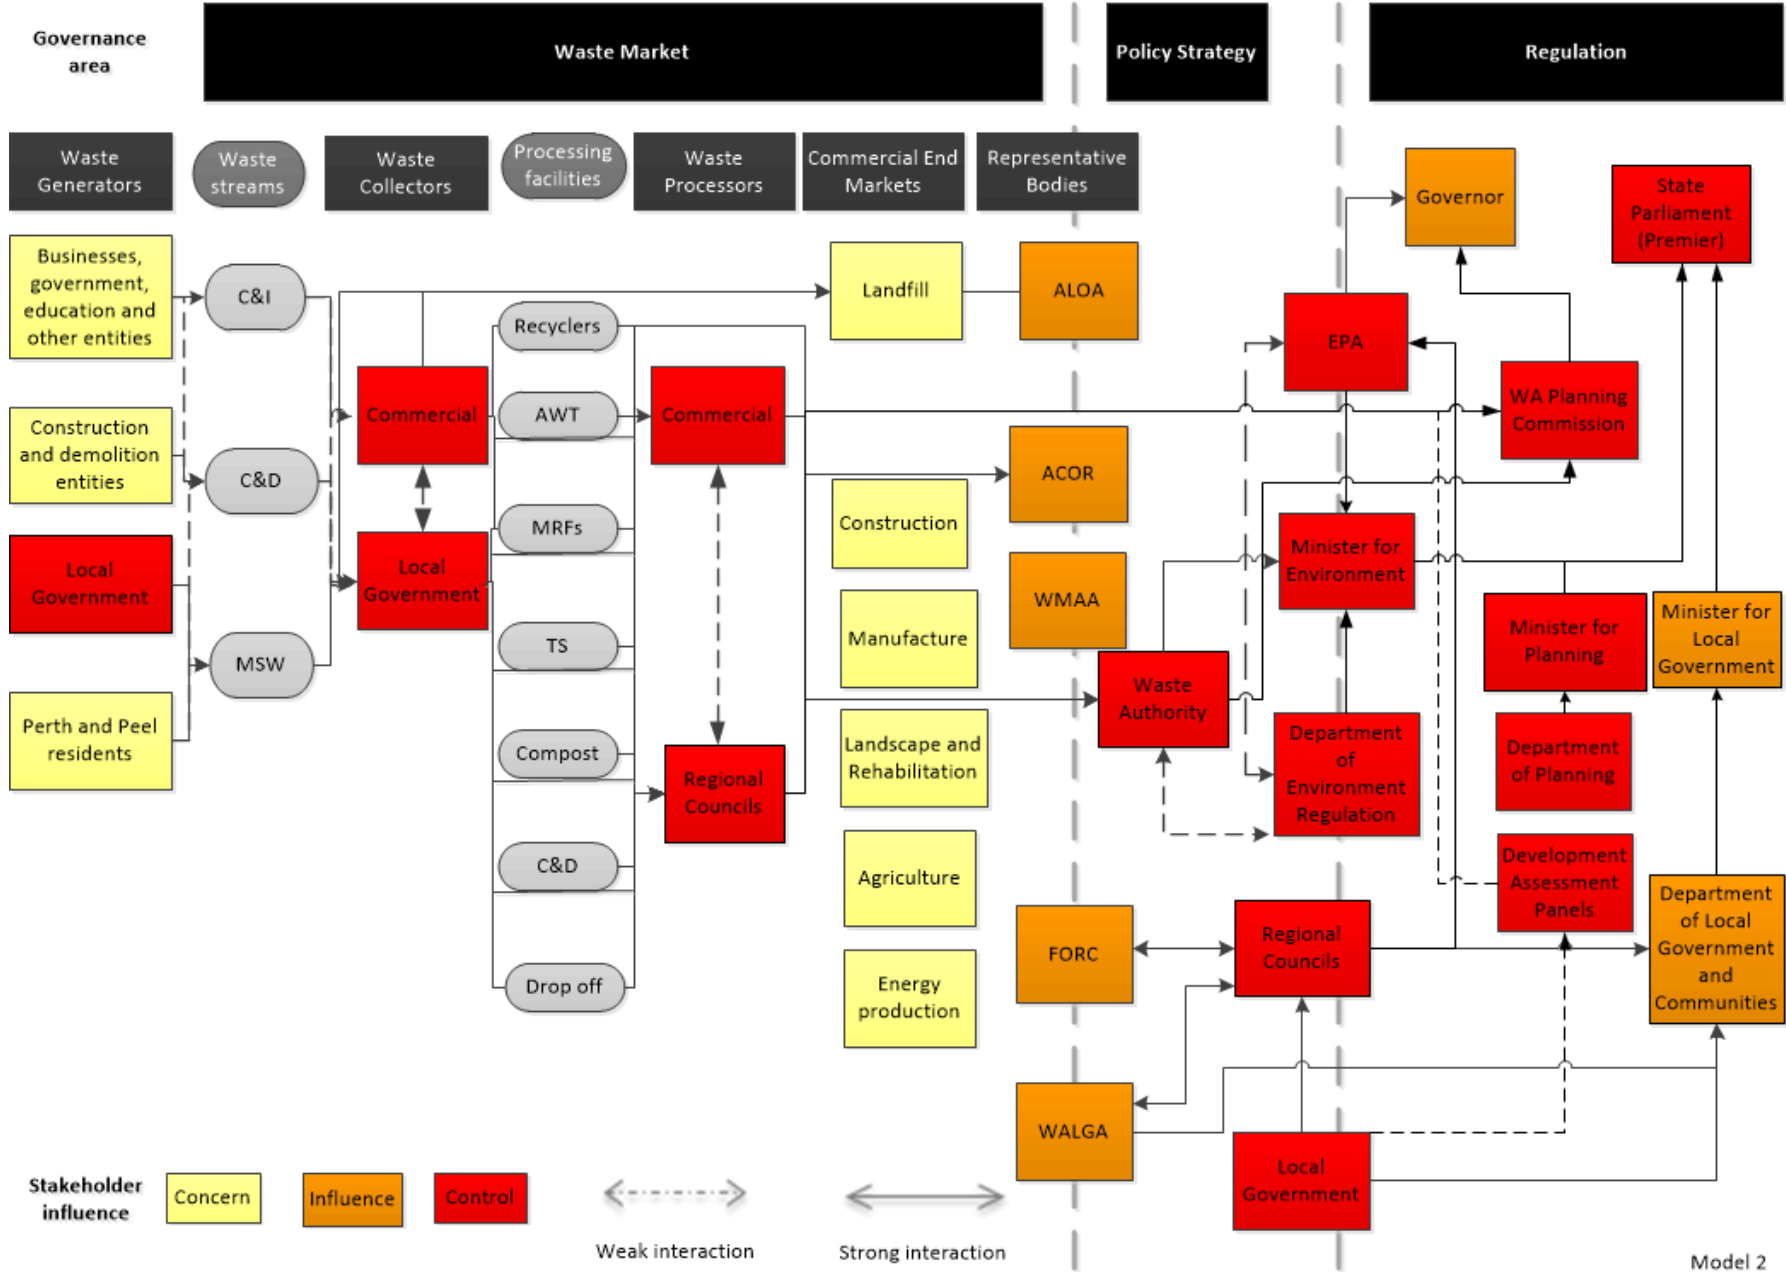 Governance
area
Waste Market
Policy Strategy
Regulation
Waste
Generators
Waste
streams
Waste
Collectors
Processing
facilities
Waste
Processors
Commercial End
Markets
Representative
Bodies
Businesses,
government,
education and
other entities
Construction
and demolition
entities
Local
Government
Perth and Peel
residents
C&I
C&D
MSW
Commercial
Local
Government
Recyclers
AWT
MRFs
TS
Compost
C&D
Drop off
Commercial
Regional
Councils
Landfill
Construction
Manufacture
Landscape and
Rehabilitation
Agriculture
Energy
production
ALOA
ACOR
WMAA
Waste
Authority
FORC
WALGA
Governor
State
Parliament
(Premier)
EPA
WA Planning
Commission
Minister for
Environment
Minister for
Planning
Minister for
Local
Government
Department
of
Environment
Regulation
Department
of Planning
Development
Assessment
Panels
Department
of Local
Government
and
Communities
Regional
Councils
Local
Government
Stakeholder
influence
Concern
Influence
Control
Weak interaction
Strong interaction
Model 2